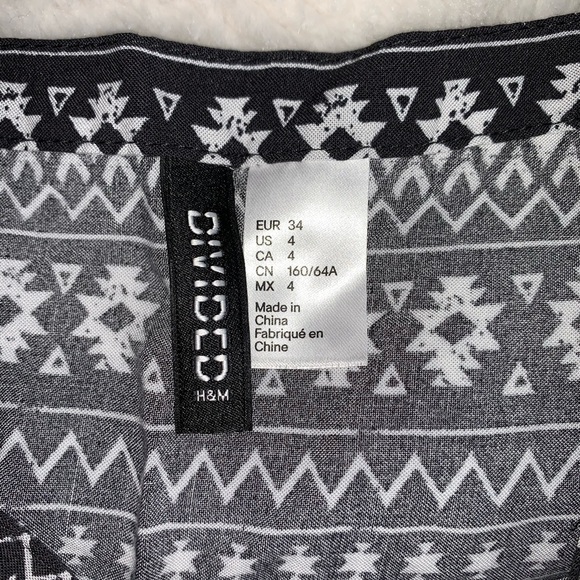 DIVIDED
H&M
EUR 34
US 4
CA 4
CN 160/64A
MX 4
Made in
China
Fabriqué en
Chine